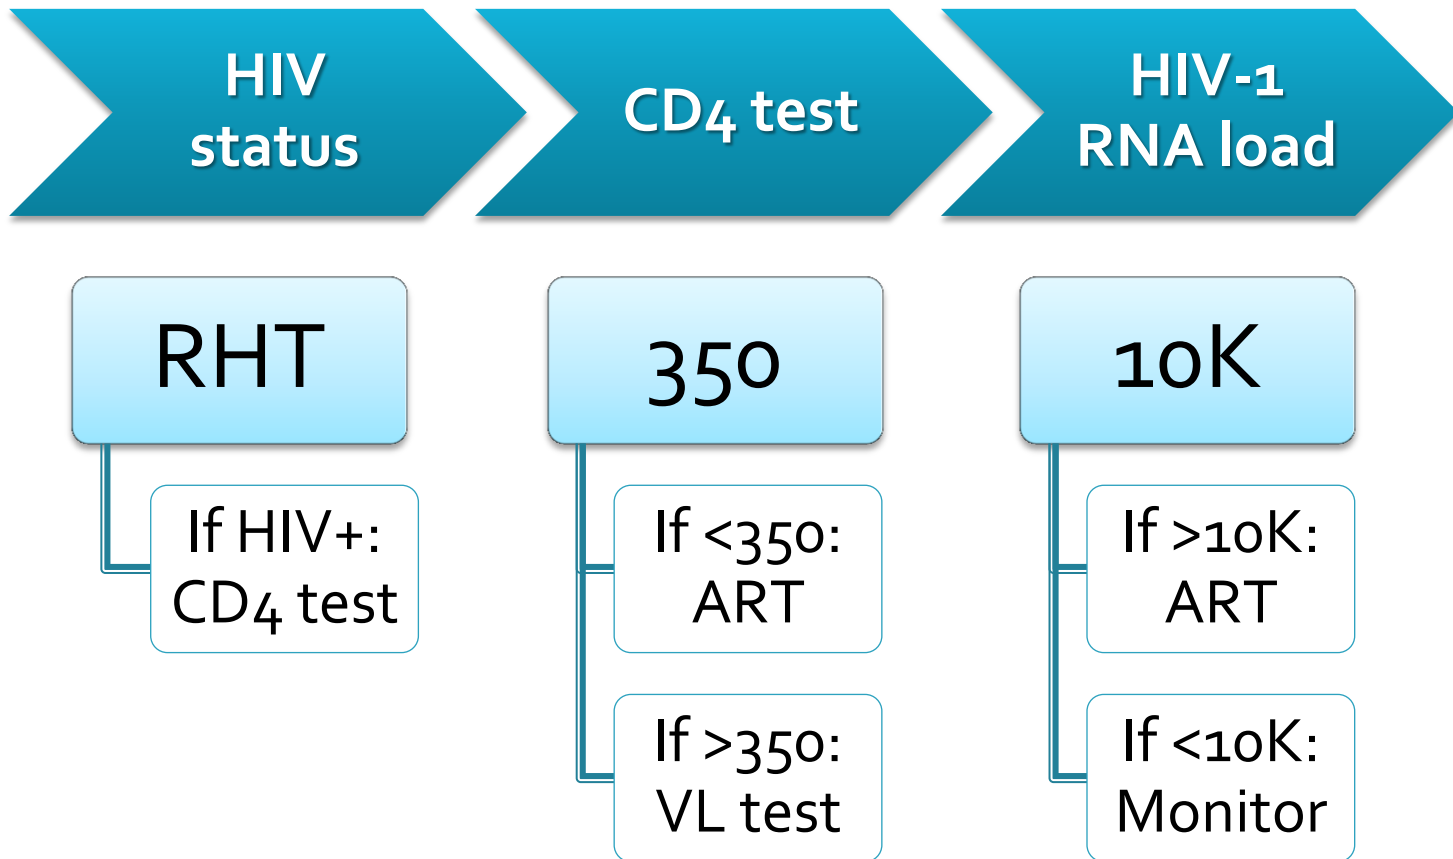 HIV
status
CD4 test
HIV-1
RNA load
RHT
If HIV+:
CD4 test
350
If <350:
ART
If >350:
VL test
10K
If >10K:
ART
If <10K:
Monitor